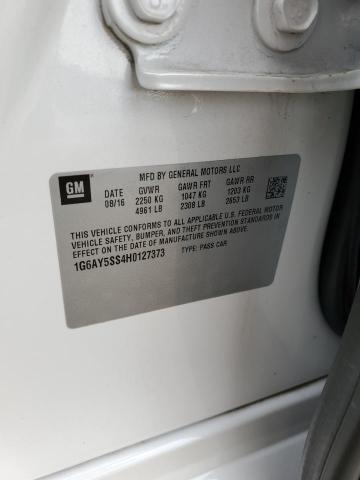 GM
MFD BY GENERAL MOTORS LLC
DATE GVWR GAWR FRT GAWR RR
08/16 2250 KG 1047 KG 1203 KG
4961 LB 2308 LB 2653 LB
THIS VEHICLE CONFORMS TO ALL APPLICABLE U.S. FEDERAL MOTOR
VEHICLE SAFETY, BUMPER, AND THEFT PREVENTION STANDARDS IN
EFFECT ON THE DATE OF MANUFACTURE SHOWN ABOVE.
1G6AY5SS4H0127373 TYPE: PASS CAR